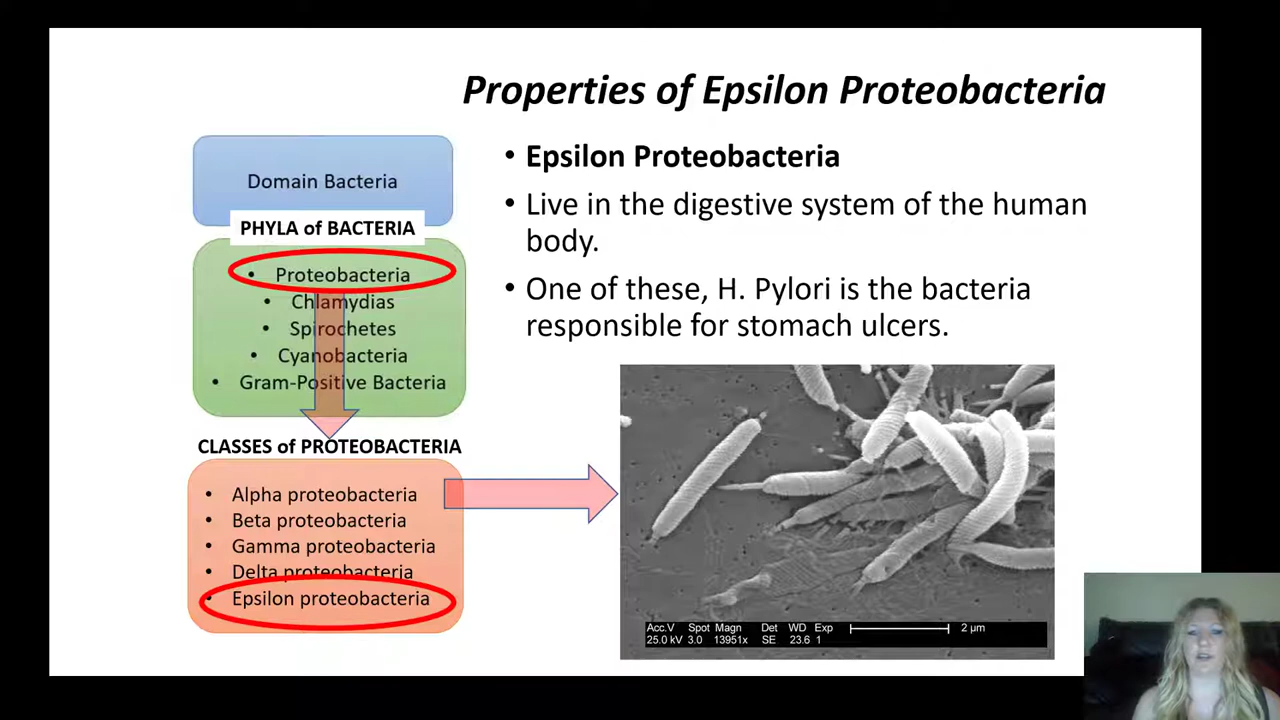 Properties of Epsilon Proteobacteria
Domain Bacteria
PHYLA of BACTERIA
• Proteobacteria
• Chlamydias
• Spirochetes
• Cyanobacteria
• Gram-Positive Bacteria
CLASSES of PROTEOBACTERIA
• Alpha proteobacteria
• Beta proteobacteria
• Gamma proteobacteria
• Delta proteobacteria
• Epsilon proteobacteria
• Epsilon Proteobacteria
• Live in the digestive system of the human
body.
• One of these, H. Pylori is the bacteria
responsible for stomach ulcers.
Acc.V Spot Magn Det WD Exp 2 µm
25.0 kV 3.0 13951x SE 23.6 1